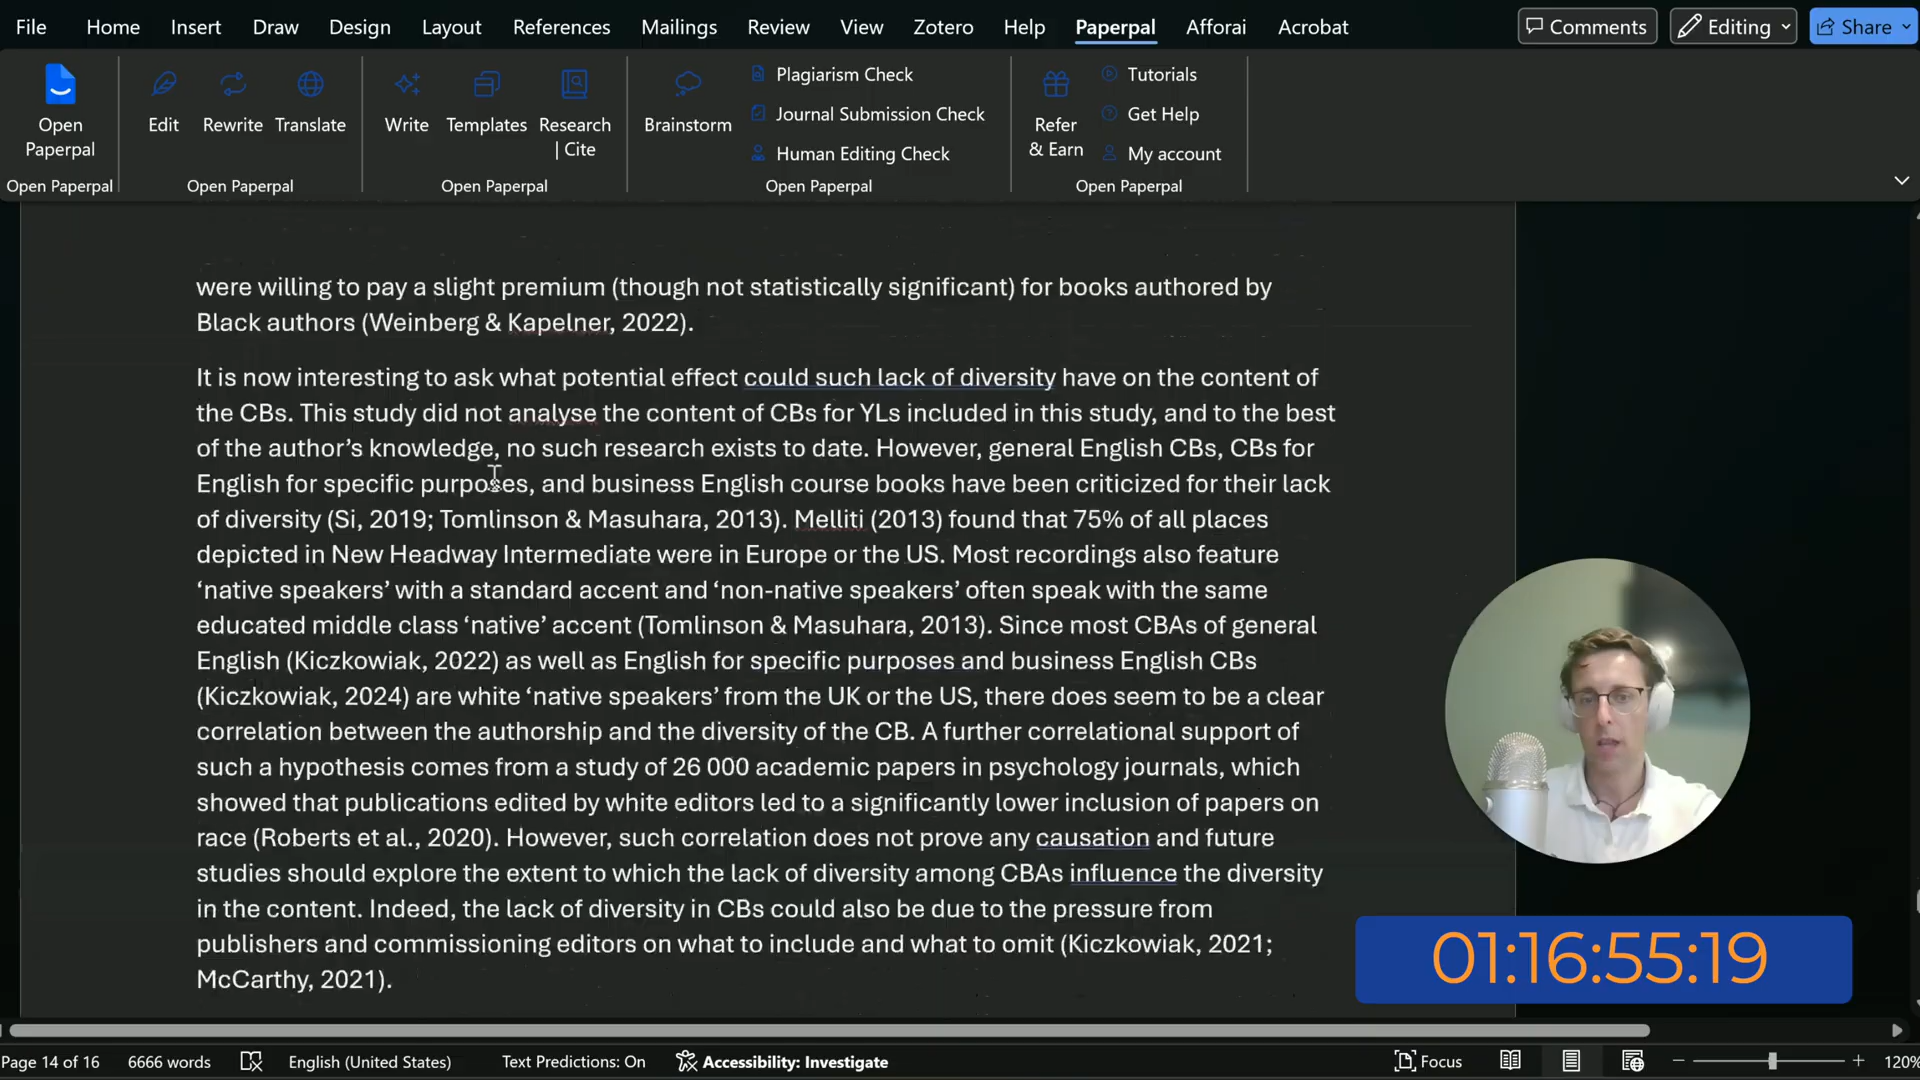 File Home Insert Draw Design Layout References Mailings Review View Zotero Help Paperpal Afforai Acrobat Comments Editing Share
Open
Paperpal
Open Paperpal
Edit Rewrite Translate
Open Paperpal
Write Templates Research
| Cite
Open Paperpal
Brainstorm
Plagiarism Check
Journal Submission Check
Human Editing Check
Open Paperpal
Refer
& Earn
Tutorials
Get Help
My account
Open Paperpal
were willing to pay a slight premium (though not statistically significant) for books authored by
Black authors (Weinberg & Kapelner, 2022).
It is now interesting to ask what potential effect could such lack of diversity have on the content of
the CBs. This study did not analyse the content of CBs for YLs included in this study, and to the best
of the author’s knowledge, no such research exists to date. However, general English CBs, CBs for
English for specific purposes, and business English course books have been criticized for their lack
of diversity (Si, 2019; Tomlinson & Masuhara, 2013). Melliti (2013) found that 75% of all places
depicted in New Headway Intermediate were in Europe or the US. Most recordings also feature
‘native speakers’ with a standard accent and ‘non-native speakers’ often speak with the same
educated middle class ‘native’ accent (Tomlinson & Masuhara, 2013). Since most CBAs of general
English (Kiczkowiak, 2022) as well as English for specific purposes and business English CBs
(Kiczkowiak, 2024) are white ‘native speakers’ from the UK or the US, there does seem to be a clear
correlation between the authorship and the diversity of the CB. A further correlational support of
such a hypothesis comes from a study of 26 000 academic papers in psychology journals, which
showed that publications edited by white editors led to a significantly lower inclusion of papers on
race (Roberts et al., 2020). However, such correlation does not prove any causation and future
studies should explore the extent to which the lack of diversity among CBAs influence the diversity
in the content. Indeed, the lack of diversity in CBs could also be due to the pressure from
publishers and commissioning editors on what to include and what to omit (Kiczkowiak, 2021;
McCarthy, 2021).
01:16:55:19
Page 14 of 16 6666 words English (United States) Text Predictions: On Accessibility: Investigate Focus 120%